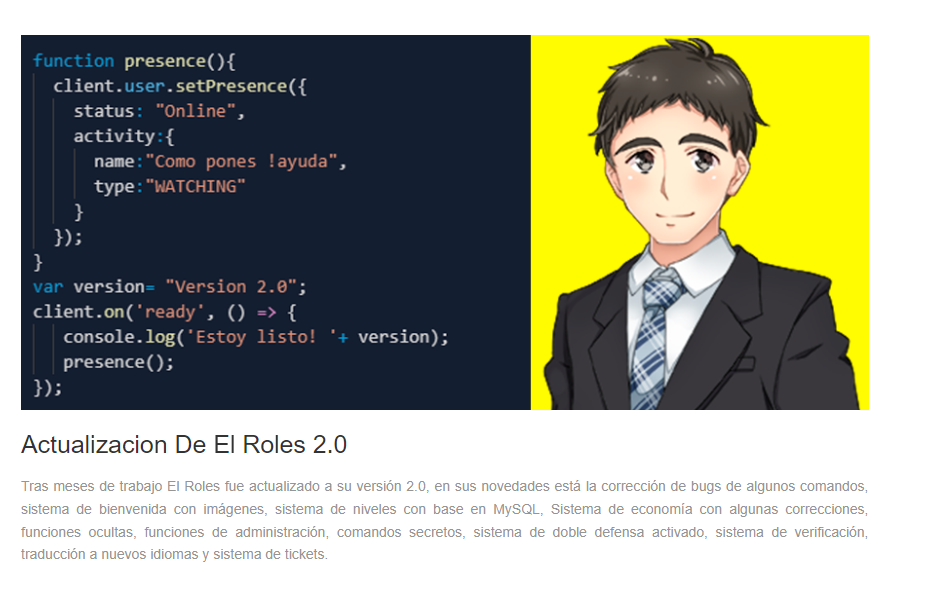 function presence(){
client.user.setPresence({
status: "Online",
activity:{
name:"Como pones !ayuda",
type:"WATCHING"
}
});
}
var version= "Version 2.0";
client.on('ready', () => {
console.log('Estoy listo! '+ version);
presence();
});
Actualizacion De El Roles 2.0
Tras meses de trabajo El Roles fue actualizado a su versión 2.0, en sus novedades está la corrección de bugs de algunos comandos,
sistema de bienvenida con imágenes, sistema de niveles con base en MySQL, Sistema de economía con algunas correcciones,
funciones ocultas, funciones de administración, comandos secretos, sistema de doble defensa activado, sistema de verificación,
traducción a nuevos idiomas y sistema de tickets.